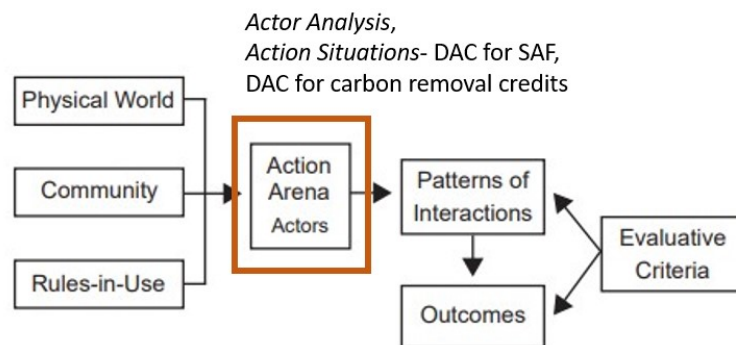 Actor Analysis,
Action Situations- DAC for SAF,
DAC for carbon removal credits
Physical World
Community
Rules-in-Use
Action
Arena
Actors
Patterns of
Interactions
Outcomes
Evaluative
Criteria